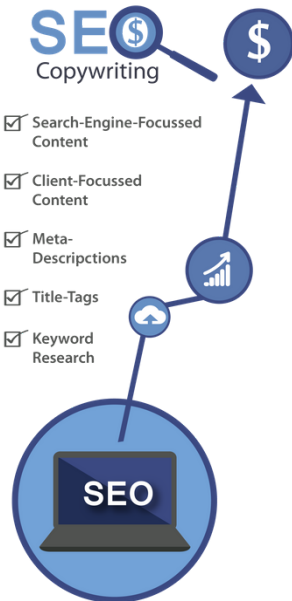 SEO
Copywriting
$
Search-Engine-Focussed
Content
Client-Focussed
Content
Meta-
Descripctions
Title-Tags
Keyword
Research
SEO